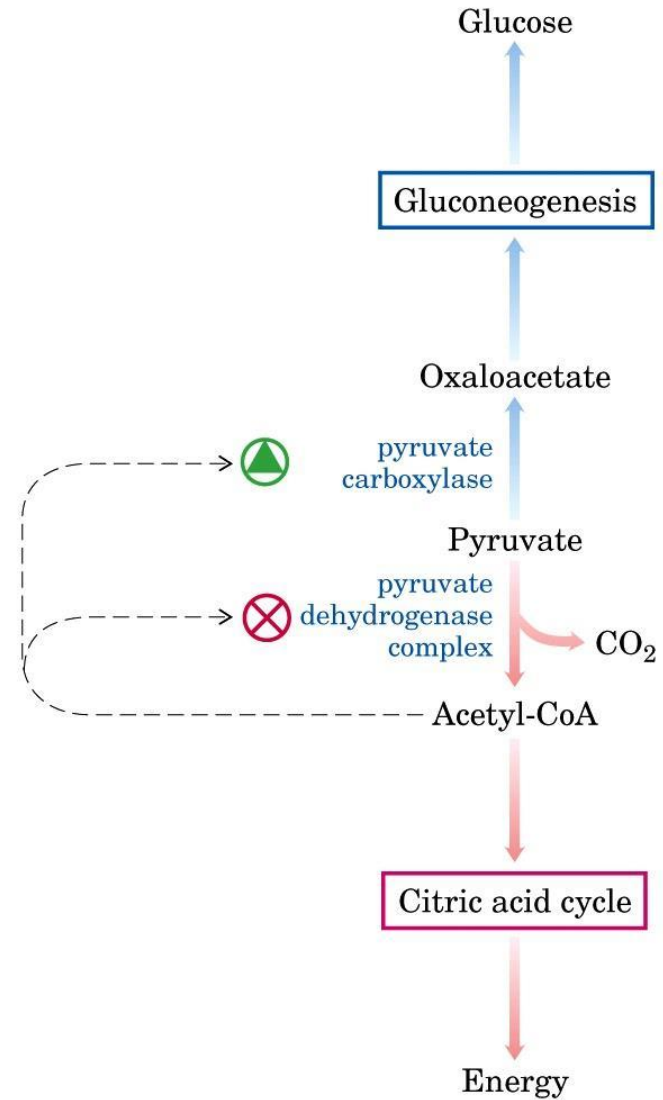 Glucose
Gluconeogenesis
Oxaloacetate
pyruvate
carboxylase
Pyruvate
pyruvate
dehydrogenase
complex
CO₂
Acetyl-CoA
Citric acid cycle
Energy